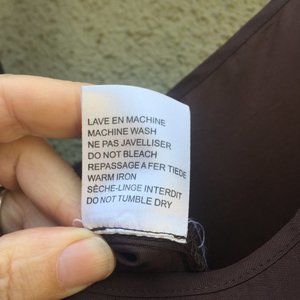 LAVE EN MACHINE
MACHINE WASH
NE PAS JAVELLISER
DO NOT BLEACH
REPASSAGE A FER TIEDE
WARM IRON
SÈCHE-LINGE INTERDIT
DO NOT TUMBLE DRY